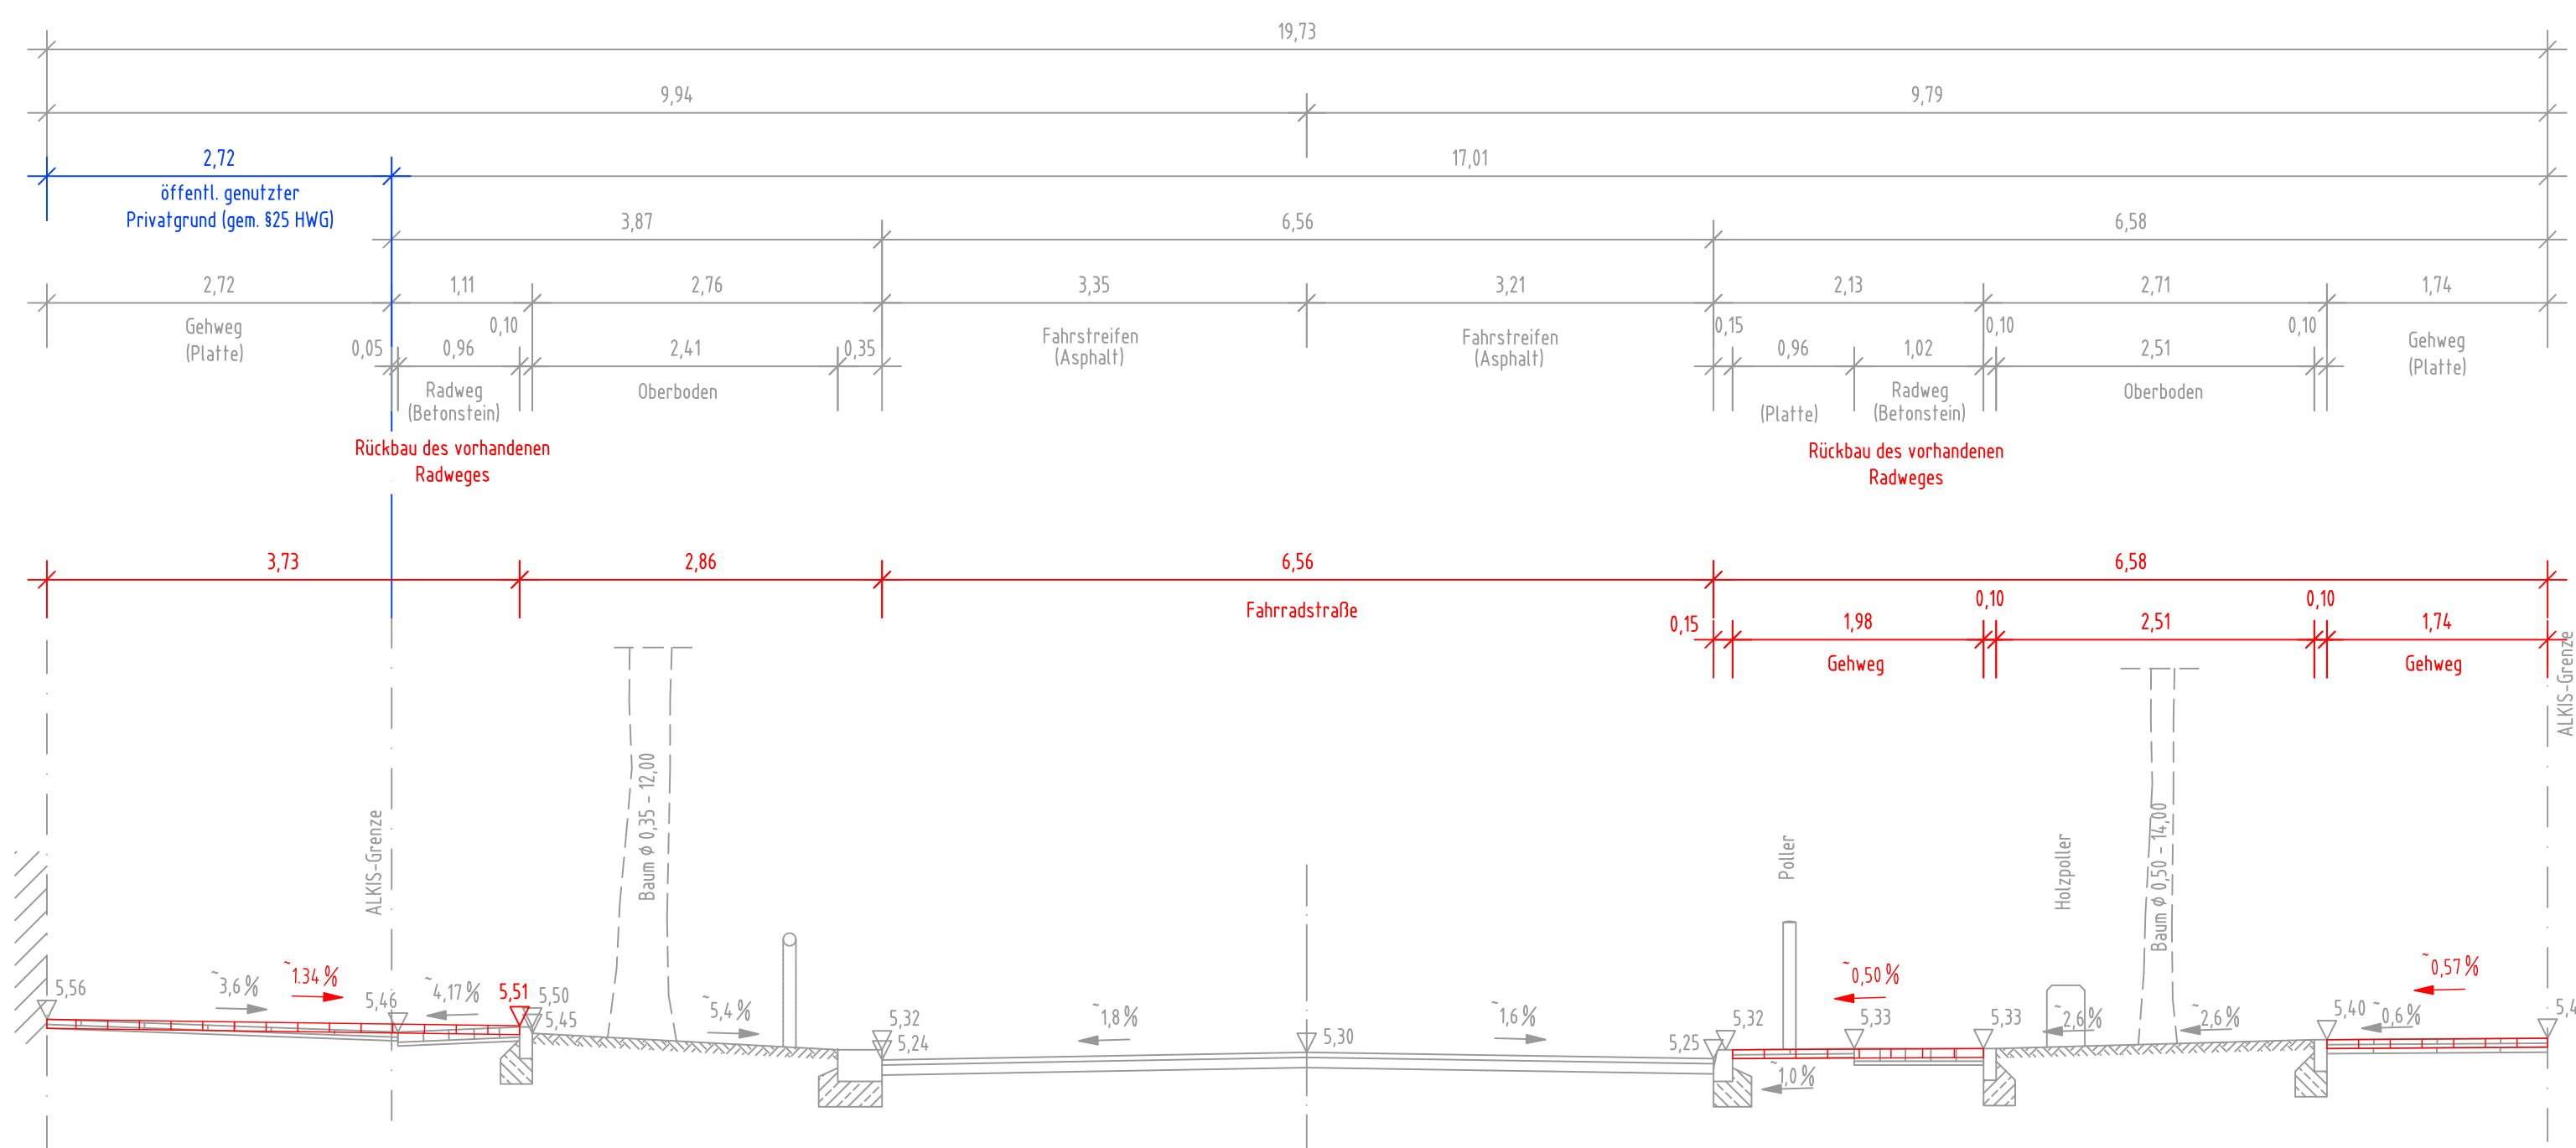 19,73
9,94
9,79
2,72
17,01
öffentl. genutzter
Privatgrund (gem. §25 HWG)
3,87
6,56
6,58
2,72
1,11
2,76
3,35
3,21
2,13
2,71
1,74
Gehweg
(Platte)
0,10
Fahrstreifen
(Asphalt)
Fahrstreifen
(Asphalt)
0,15
0,10
0,10
Gehweg
(Platte)
0,05
0,96
2,41
0,35
0,96
1,02
2,51
Radweg
(Betonstein)
Oberboden
(Platte)
Radweg
(Betonstein)
Oberboden
Rückbau des vorhandenen
Radweges
Rückbau des vorhandenen
Radweges
3,73
2,86
6,56
6,58
Fahrradstraße
0,10
0,10
0,15
1,98
2,51
1,74
Gehweg
Gehweg
ALKIS-Grenze
ALKIS-Grenze
Baum ø 0,35 - 12,00
Poller
Holzpoller
Baum ø 0,50 - 14,00
5,56
~3,6 %
~1.34 %
5,46
~4,17 %
5,51
5,50
5,45
~5,4 %
5,32
5,24
~1,8 %
5,30
~1,6 %
5,25
5,32
~0,50 %
5,33
~1,0 %
5,33
~2,6 %
~2,6 %
5,40
~0,6 %
~0,57 %